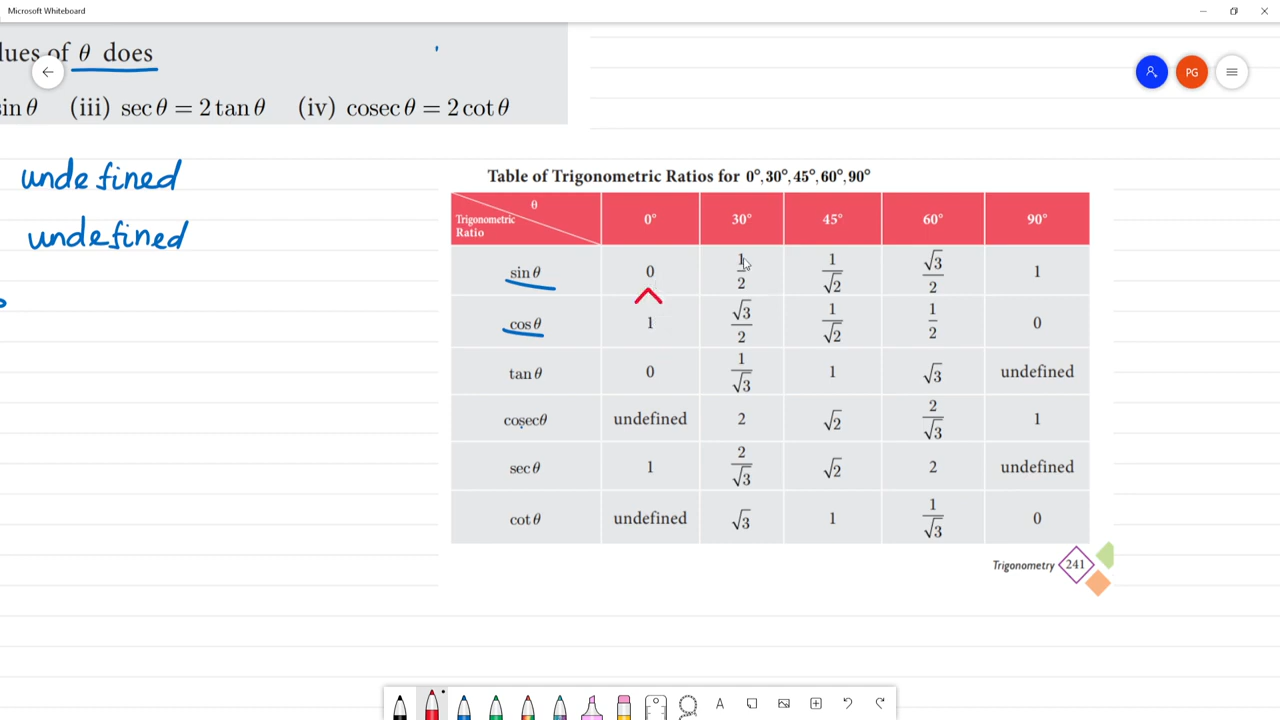 Microsoft Whiteboard
lues of θ does
in θ (iii) sec θ = 2 tan θ (iv) cosec θ = 2 cot θ
PG
undefined
undefined
Table of Trigonometric Ratios for 0°, 30°, 45°, 60°, 90°
θ
Trigonometric Ratio 0° 30° 45° 60° 90°
sin θ 0 1/2 1/√2 √3/2 1
cos θ 1 √3/2 1/√2 1/2 0
tan θ 0 1/√3 1 √3 undefined
cosecθ undefined 2 √2 2/√3 1
sec θ 1 2/√3 √2 2 undefined
cot θ undefined √3 1 1/√3 0
Trigonometry 241
A